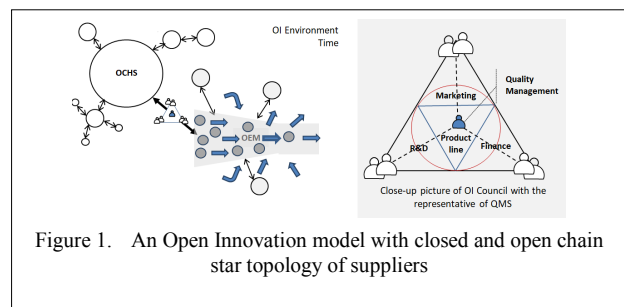 OI Environment
Time
OCHS
OEM
Quality
Management
Marketing
Product
line
R&D
Finance
Close-up picture of OI Council with the
representative of QMS
Figure 1. An Open Innovation model with closed and open chain
star topology of suppliers